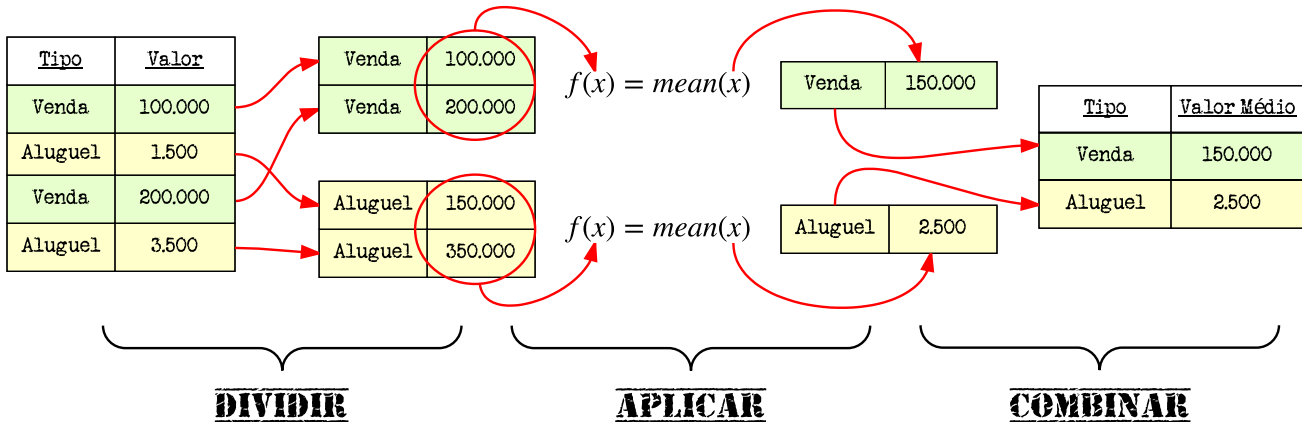 Tipo Valor
Venda 100.000
Aluguel 1.500
Venda 200.000
Aluguel 3.500
Venda 100.000
Venda 200.000
Aluguel 150.000
Aluguel 350.000
f(x) = mean(x)
f(x) = mean(x)
Venda 150.000
Aluguel 2.500
Tipo Valor Médio
Venda 150.000
Aluguel 2.500
DIVIDIR
APLICAR
COMBINAR